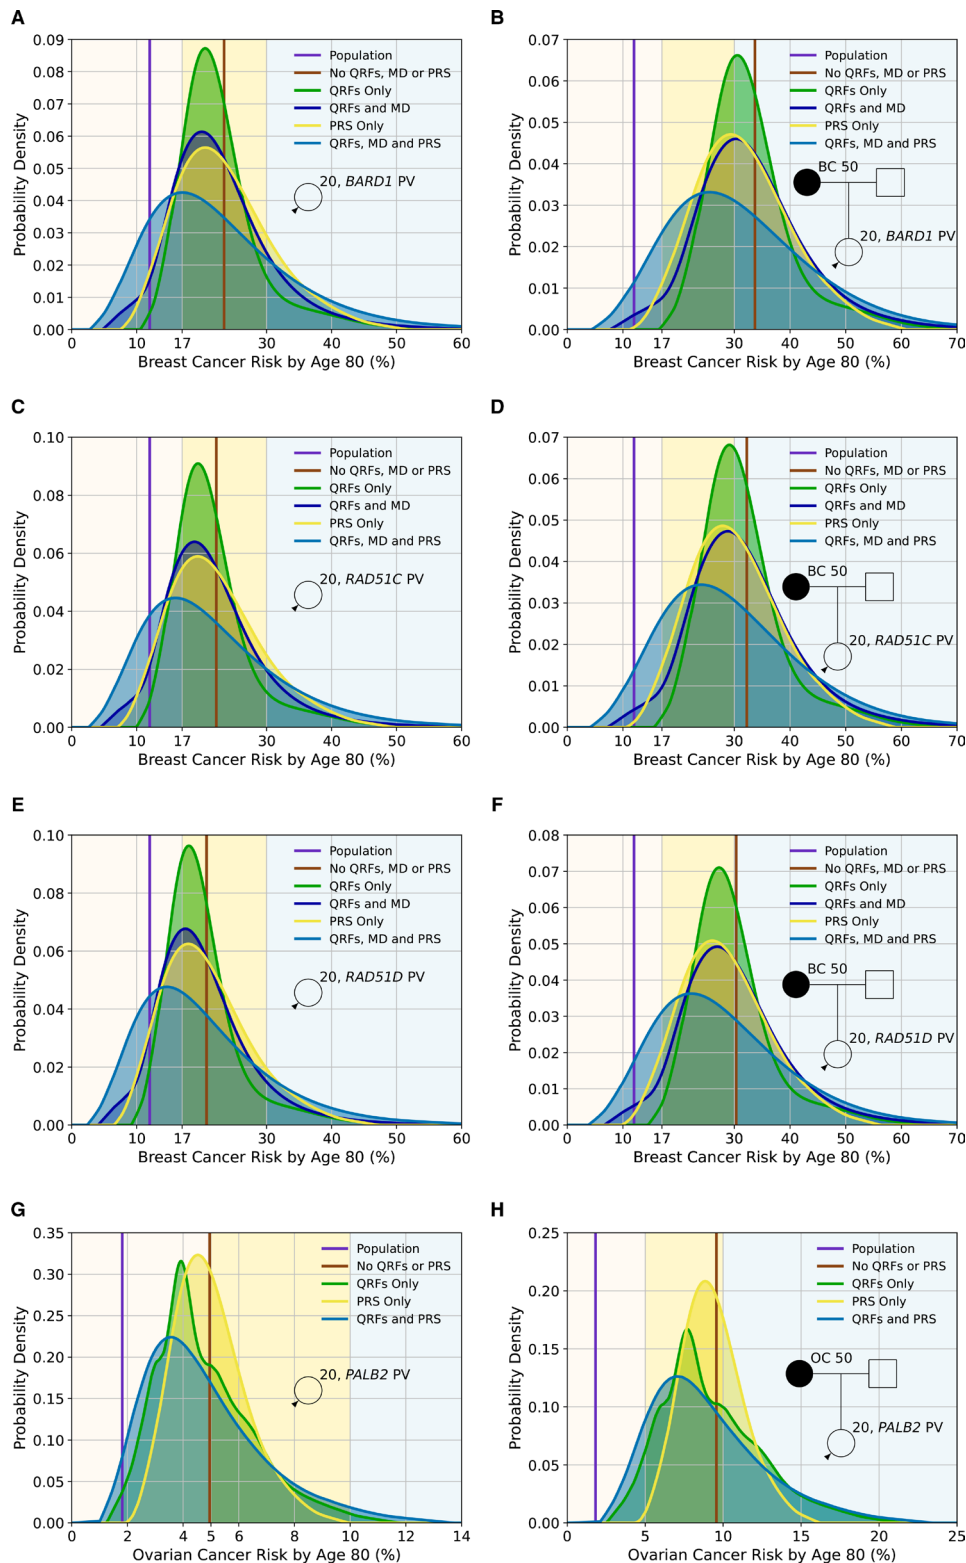 A
0.09
0.08
0.07
0.06
0.05
0.04
0.03
0.02
0.01
0.00
Probability Density
Population
No QRFs, MD or PRS
QRFs Only
QRFs and MD
PRS Only
QRFs, MD and PRS
20, BARD1 PV
0 10 17 30 40 50 60
Breast Cancer Risk by Age 80 (%)
B
0.07
0.06
0.05
0.04
0.03
0.02
0.01
0.00
Probability Density
Population
No QRFs, MD or PRS
QRFs Only
QRFs and MD
PRS Only
QRFs, MD and PRS
BC 50
20, BARD1 PV
0 10 17 30 40 50 60 70
Breast Cancer Risk by Age 80 (%)
C
0.10
0.08
0.06
0.04
0.02
0.00
Probability Density
Population
No QRFs, MD or PRS
QRFs Only
QRFs and MD
PRS Only
QRFs, MD and PRS
20, RAD51C PV
0 10 17 30 40 50 60
Breast Cancer Risk by Age 80 (%)
D
0.07
0.06
0.05
0.04
0.03
0.02
0.01
0.00
Probability Density
Population
No QRFs, MD or PRS
QRFs Only
QRFs and MD
PRS Only
QRFs, MD and PRS
BC 50
20, RAD51C PV
0 10 17 30 40 50 60 70
Breast Cancer Risk by Age 80 (%)
E
0.10
0.08
0.06
0.04
0.02
0.00
Probability Density
Population
No QRFs, MD or PRS
QRFs Only
QRFs and MD
PRS Only
QRFs, MD and PRS
20, RAD51D PV
0 10 17 30 40 50 60
Breast Cancer Risk by Age 80 (%)
F
0.08
0.07
0.06
0.05
0.04
0.03
0.02
0.01
0.00
Probability Density
Population
No QRFs, MD or PRS
QRFs Only
QRFs and MD
PRS Only
QRFs, MD and PRS
BC 50
20, RAD51D PV
0 10 17 30 40 50 60 70
Breast Cancer Risk by Age 80 (%)
G
0.35
0.30
0.25
0.20
0.15
0.10
0.05
0.00
Probability Density
Population
No QRFs or PRS
QRFs Only
PRS Only
QRFs and PRS
20, PALB2 PV
0 2 4 5 6 8 10 12 14
Ovarian Cancer Risk by Age 80 (%)
H
0.25
0.20
0.15
0.10
0.05
0.00
Probability Density
Population
No QRFs or PRS
QRFs Only
PRS Only
QRFs and PRS
OC 50
20, PALB2 PV
0 5 10 15 20 25
Ovarian Cancer Risk by Age 80 (%)